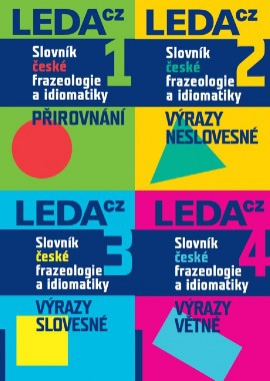 LEDA CZ
Slovník 1
české
frazeologie
a idiomatiky
PŘIROVNÁNÍ
LEDA CZ
Slovník 2
české
frazeologie
a idiomatiky
VÝRAZY
NESLOVESNÉ
LEDA CZ
Slovník 3
české
frazeologie
a idiomatiky
VÝRAZY
SLOVESNÉ
LEDA CZ
Slovník 4
české
frazeologie
a idiomatiky
VÝRAZY
VĚTNÉ